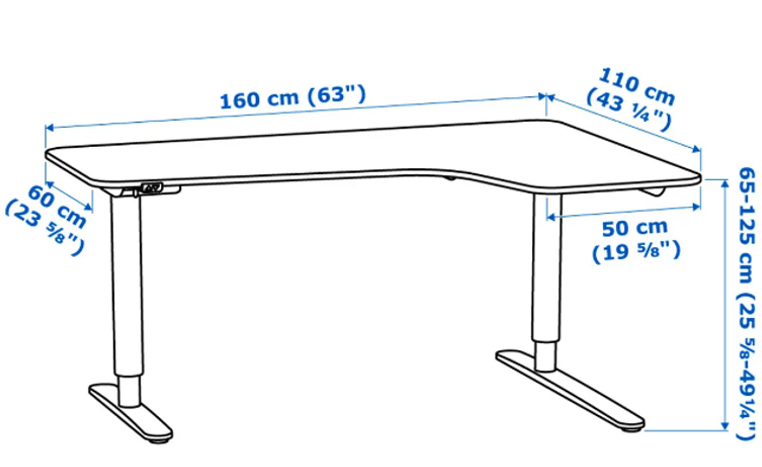 160 cm (63")
110 cm
(43 ¼")
60 cm
(23 ⅝")
50 cm
(19 ⅝")
65-125 cm (25 ⅝-49¼")